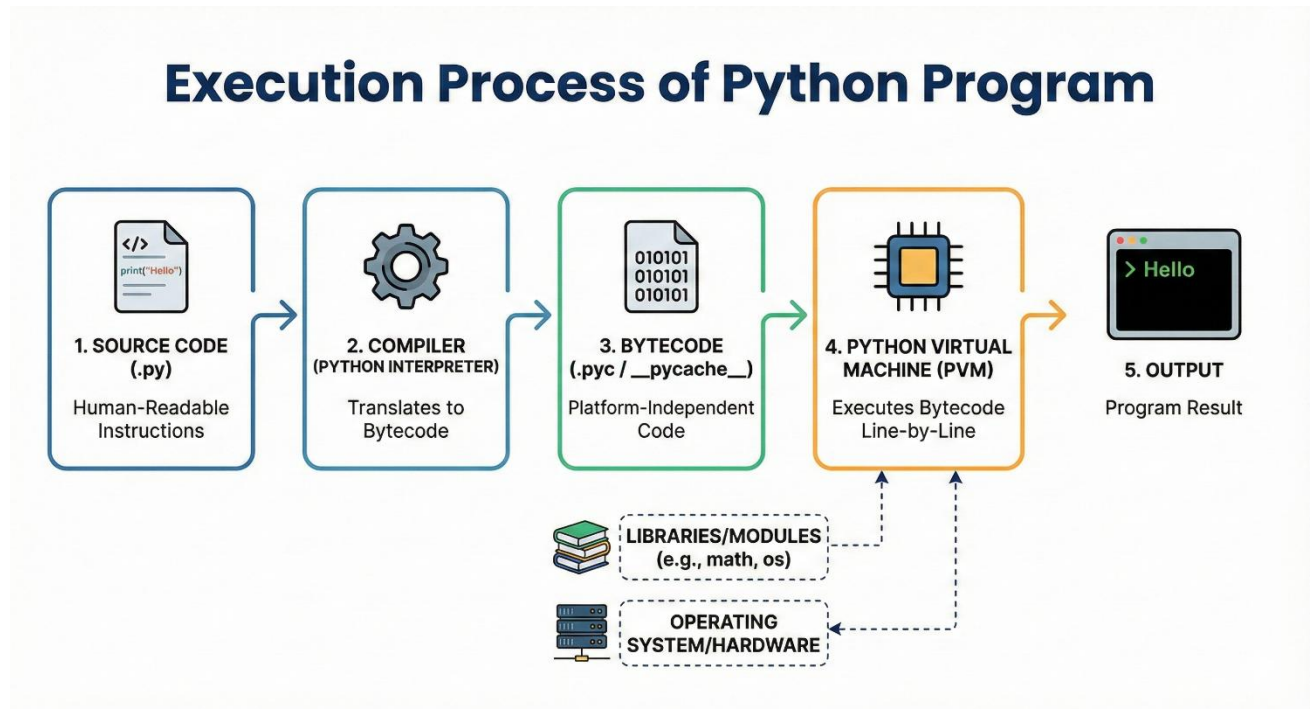 Execution Process of Python Program
</>
print("Hello")
1. SOURCE CODE
(.py)
Human-Readable
Instructions
2. COMPILER
(PYTHON INTERPRETER)
Translates to
Bytecode
010101
010101
010101
3. BYTECODE
(.pyc / __pycache__)
Platform-Independent
Code
4. PYTHON VIRTUAL
MACHINE (PVM)
Executes Bytecode
Line-by-Line
> Hello
5. OUTPUT
Program Result
LIBRARIES/MODULES
(e.g., math, os)
OPERATING
SYSTEM/HARDWARE